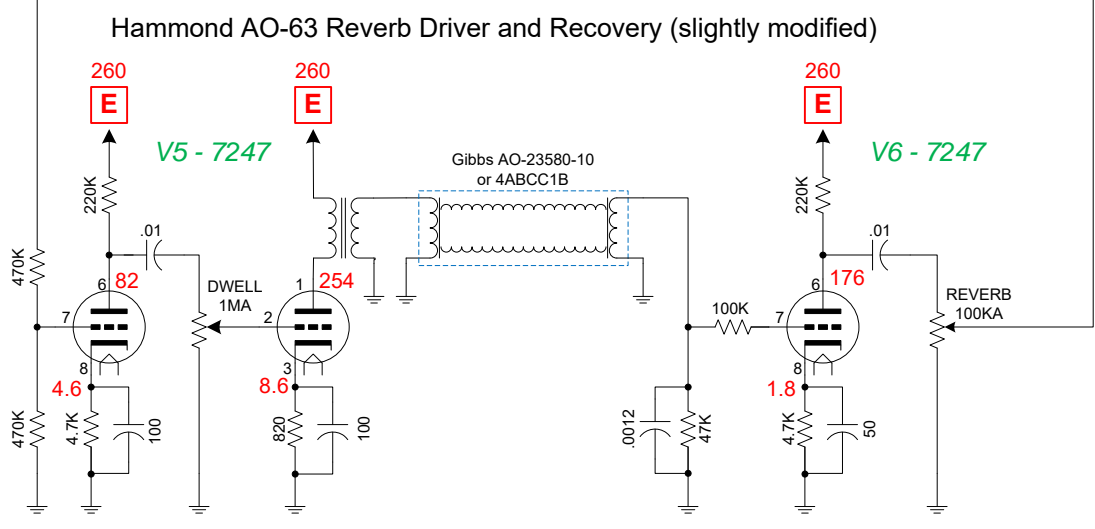 Hammond AO-63 Reverb Driver and Recovery (slightly modified)
260
E
260
E
260
E
V5 - 7247
V6 - 7247
Gibbs AO-23580-10
or 4ABCC1B
220K
220K
.01
.01
470K
82
254
176
6
1
6
DWELL
1MA
REVERB
100KA
100K
7
2
7
8
3
8
4.6
8.6
1.8
470K
4.7K
100
820
100
.0012
47K
4.7K
50